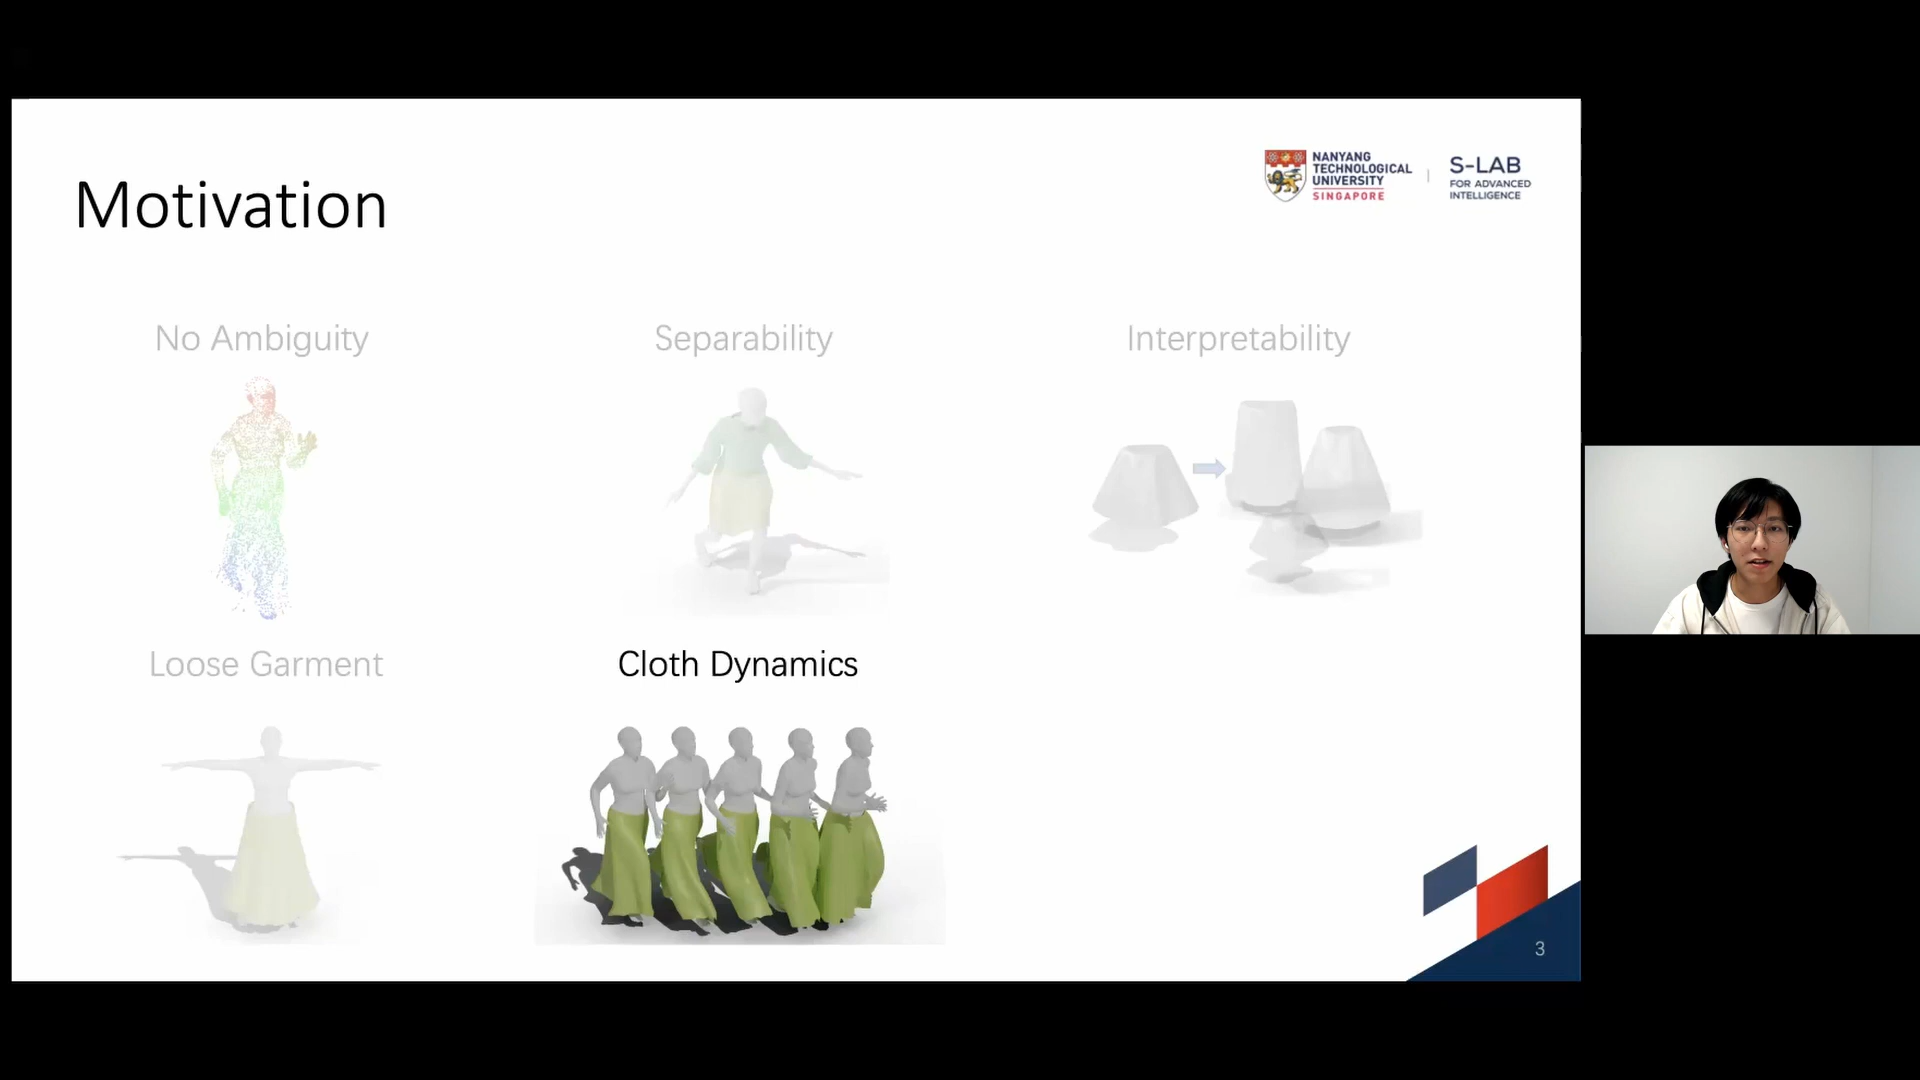 Motivation
NANYANG
TECHNOLOGICAL
UNIVERSITY
SINGAPORE
S-LAB
FOR ADVANCED
INTELLIGENCE
No Ambiguity
Separability
Interpretability
Loose Garment
Cloth Dynamics
3